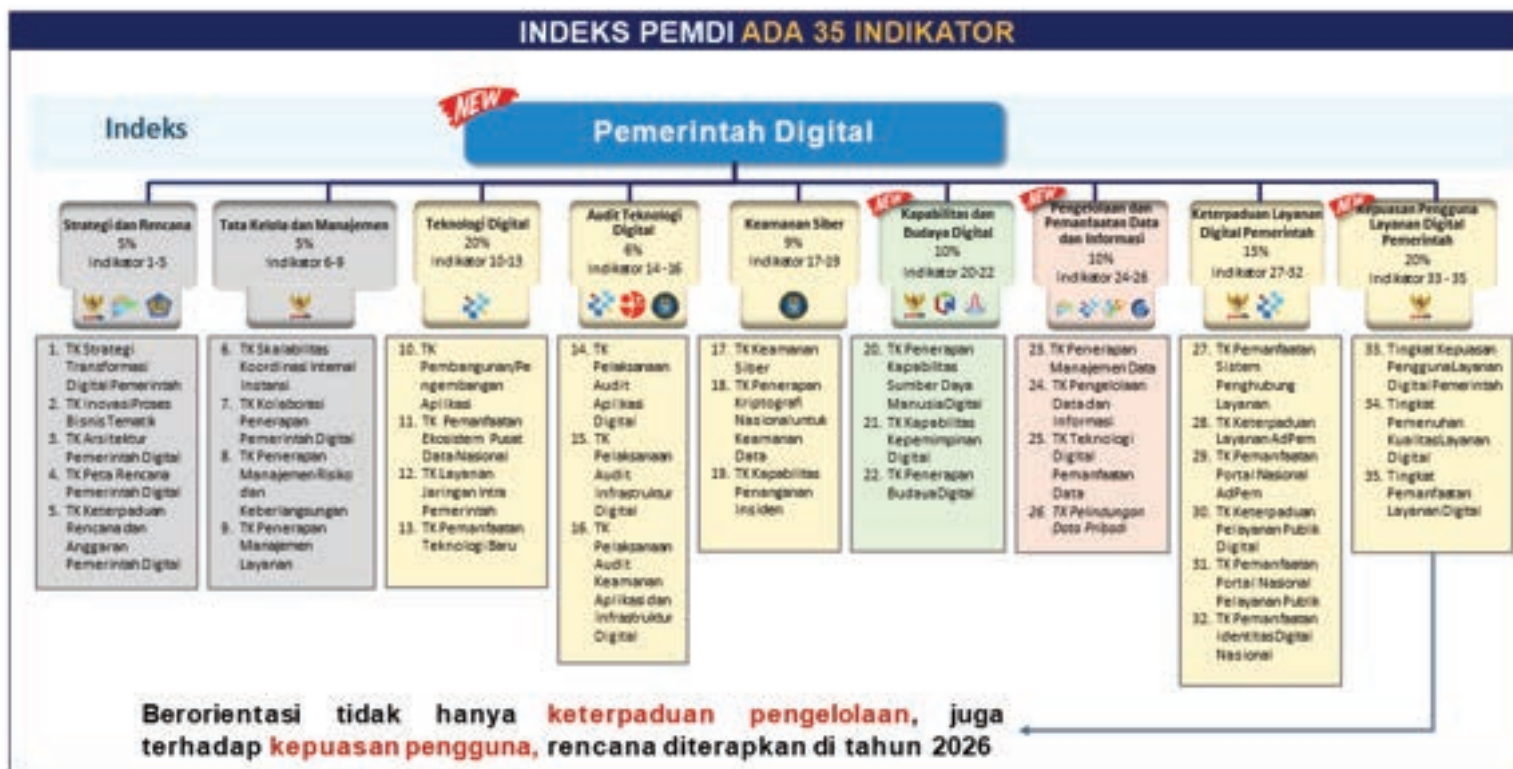 INDEKS PEMDI ADA 35 INDIKATOR
Indeks
NEW
Pemerintah Digital
Strategi dan Rencana
5%
Indikator 1-5
Tata Kelola dan Manajemen
5%
Indikator 6-9
Teknologi Digital
20%
Indikator 10-13
Audit Teknologi
Digital
6%
Indikator 14 -16
Keamanan Siber
9%
Indikator 17-19
NEW
Kapabilitas dan
Budaya Digital
10%
Indikator 20-22
NEW
Pengelolaan dan
Pemanfaatan Data
dan Informasi
10%
Indikator 24-26
Keterpaduan Layanan
Digital Pemerintah
15%
Indikator 27-32
NEW
Kepuasan Pengguna
Layanan Digital
Pemerintah
20%
Indikator 33 - 35
1. TK Strategi
Transformasi
Digital Pemerintah
2. TK Inovasi Proses
Bisnis Tematik
3. TK Arsitektur
Pemerintah Digital
4. TK Peta Rencana
Pemerintah Digital
5. TK Keterpaduan
Rencana dan
Anggaran
Pemerintah Digital
6. TK Skalabilitas
Koordinasi Internal
Instansi
7. TK Kolaborasi
Penerapan
Pemerintah Digital
8. TK Penerapan
Manajemen Risiko
dan
Keberlangsungan
9. TK Penerapan
Manajemen
Layanan
10. TK
Pembangunan/Pe
ngembangan
Aplikasi
11. TK Pemanfaatan
Ekosistem Pusat
Data Nasional
12. TK Layanan
Jaringan Intra
Pemerintah
13. TK Pemanfaatan
Teknologi Baru
14. TK
Pelaksanaan
Audit
Aplikasi
Digital
15. TK
Pelaksanaan
Audit
Infrastruktur
Digital
16. TK
Pelaksanaan
Audit
Keamanan
Aplikasi dan
Infrastruktur
Digital
17. TK Keamanan
Siber
18. TK Penerapan
Kriptografi
Nasional untuk
Keamanan
Data
19. TK Kapabilitas
Penanganan
Insiden
20. TK Penerapan
Kapabilitas
Sumber Daya
Manusia Digital
21. TK Kapabilitas
Kepemimpinan
Digital
22. TK Penerapan
Budaya Digital
23. TK Penerapan
Manajemen Data
24. TK Pengelolaan
Data dan
Informasi
25. TK Teknologi
Digital
Pemanfaatan
Data
26. TK Pelindungan
Data Pribadi
27. TK Pemanfaatan
Sistem
Penghubung
Layanan
28. TK Keterpaduan
Layanan AdPem
29. TK Pemanfaatan
Portal Nasional
AdPem
30. TK Keterpaduan
Pelayanan Publik
Digital
31. TK Pemanfaatan
Portal Nasional
Pelayanan Publik
32. TK Pemanfaatan
Identitas Digital
Nasional
33. Tingkat Kepuasan
Pengguna Layanan
Digital Pemerintah
34. Tingkat
Pemenuhan
Kualitas Layanan
Digital
35. Tingkat
Pemanfaatan
Layanan Digital
Berorientasi tidak hanya keterpaduan pengelolaan, juga
terhadap kepuasan pengguna, rencana diterapkan di tahun 2026